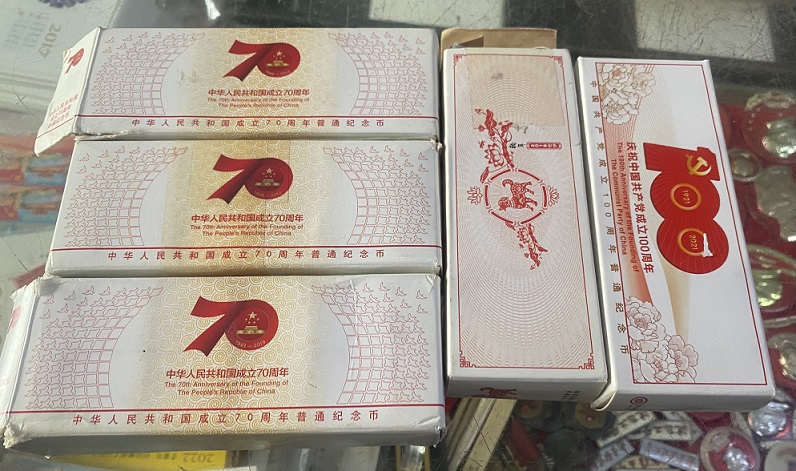 70
中华人民共和国成立70周年
The 70th Anniversary of the Founding of
The People's Republic of China
中华人民共和国成立70周年普通纪念币
70
中华人民共和国成立70周年
The 70th Anniversary of the Founding of
The People's Republic of China
中华人民共和国成立70周年普通纪念币
70
1949-2019
中华人民共和国成立70周年
The 70th Anniversary of the Founding of
The People's Republic of China
中华人民共和国成立70周年普通纪念币
100
1921
2021
庆祝中国共产党成立100周年
The 100th Anniversary of the Founding of
The Communist Party of China
中国共产党成立100周年普通纪念币
2017
2022